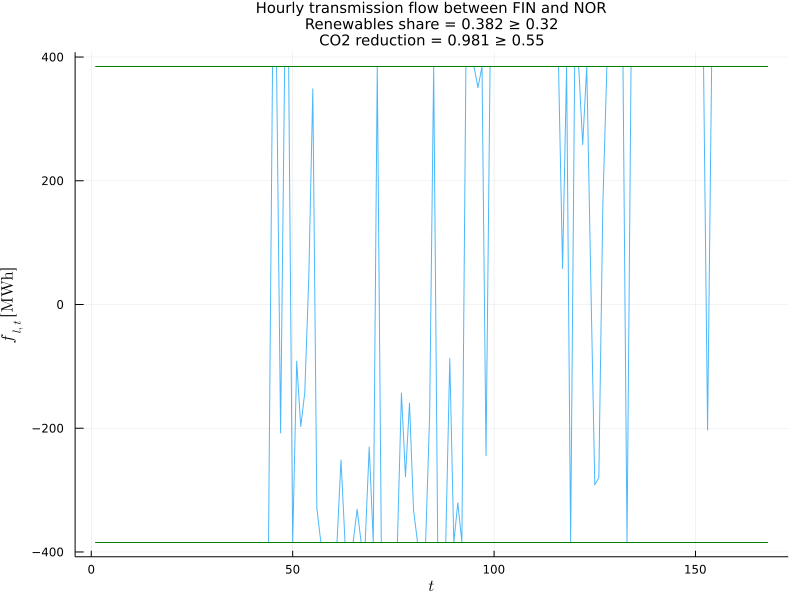 Hourly transmission flow between FIN and NOR
Renewables share = 0.382 ≥ 0.32
CO2 reduction = 0.981 ≥ 0.55
400
200
0
−200
−400
f l,t [MWh]
0 50 100 150
t